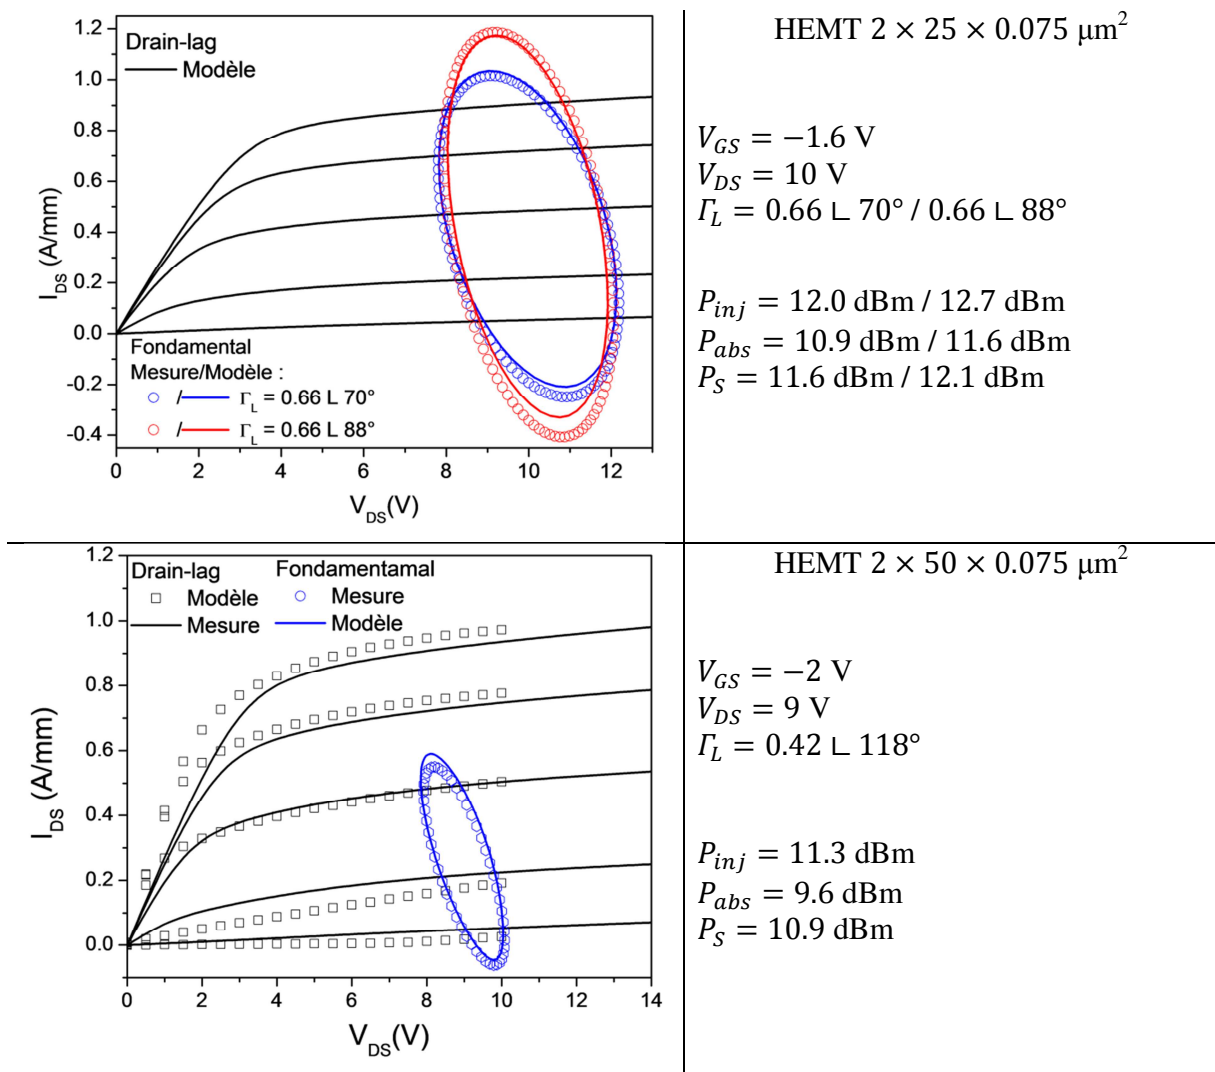 1.2
1.0
0.8
0.6
0.4
0.2
0.0
-0.2
-0.4
I_DS (A/mm)
Drain-lag
Modèle
Fondamental
Mesure/Modèle :
/ Γ_L = 0.66 L 70°
/ Γ_L = 0.66 L 88°
0 2 4 6 8 10 12
V_DS(V)
HEMT 2 × 25 × 0.075 μm²
V_GS = −1.6 V
V_DS = 10 V
Γ_L = 0.66 ∟ 70° / 0.66 ∟ 88°
P_inj = 12.0 dBm / 12.7 dBm
P_abs = 10.9 dBm / 11.6 dBm
P_S = 11.6 dBm / 12.1 dBm
1.2
1.0
0.8
0.6
0.4
0.2
0.0
I_DS (A/mm)
Drain-lag Fondamentamal
Modèle Mesure
Mesure Modèle
0 2 4 6 8 10 12 14
V_DS(V)
HEMT 2 × 50 × 0.075 μm²
V_GS = −2 V
V_DS = 9 V
Γ_L = 0.42 ∟ 118°
P_inj = 11.3 dBm
P_abs = 9.6 dBm
P_S = 10.9 dBm